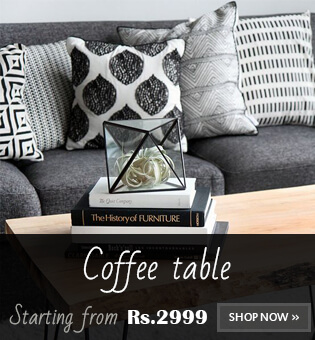 The History of FURNITURE
Coffee table
Starting from Rs.2999 SHOP NOW »